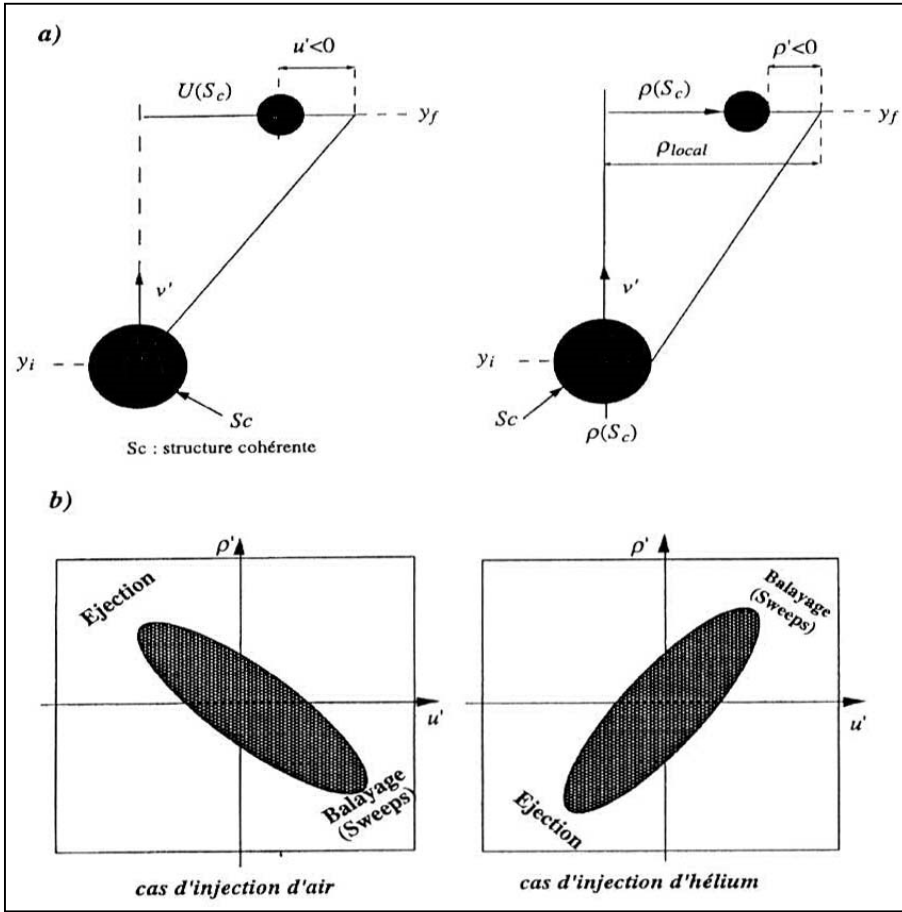 a)
u'<0
U(S_c)
y_f
v'
y_i
Sc
Sc : structure cohérente
ρ'<0
ρ(S_c)
y_f
ρ_local
v'
y_i
Sc
ρ(S_c)
b)
ρ'
Ejection
u'
Balayage
(Sweeps)
cas d'injection d'air
ρ'
Balayage
(Sweeps)
u'
Ejection
cas d'injection d'hélium